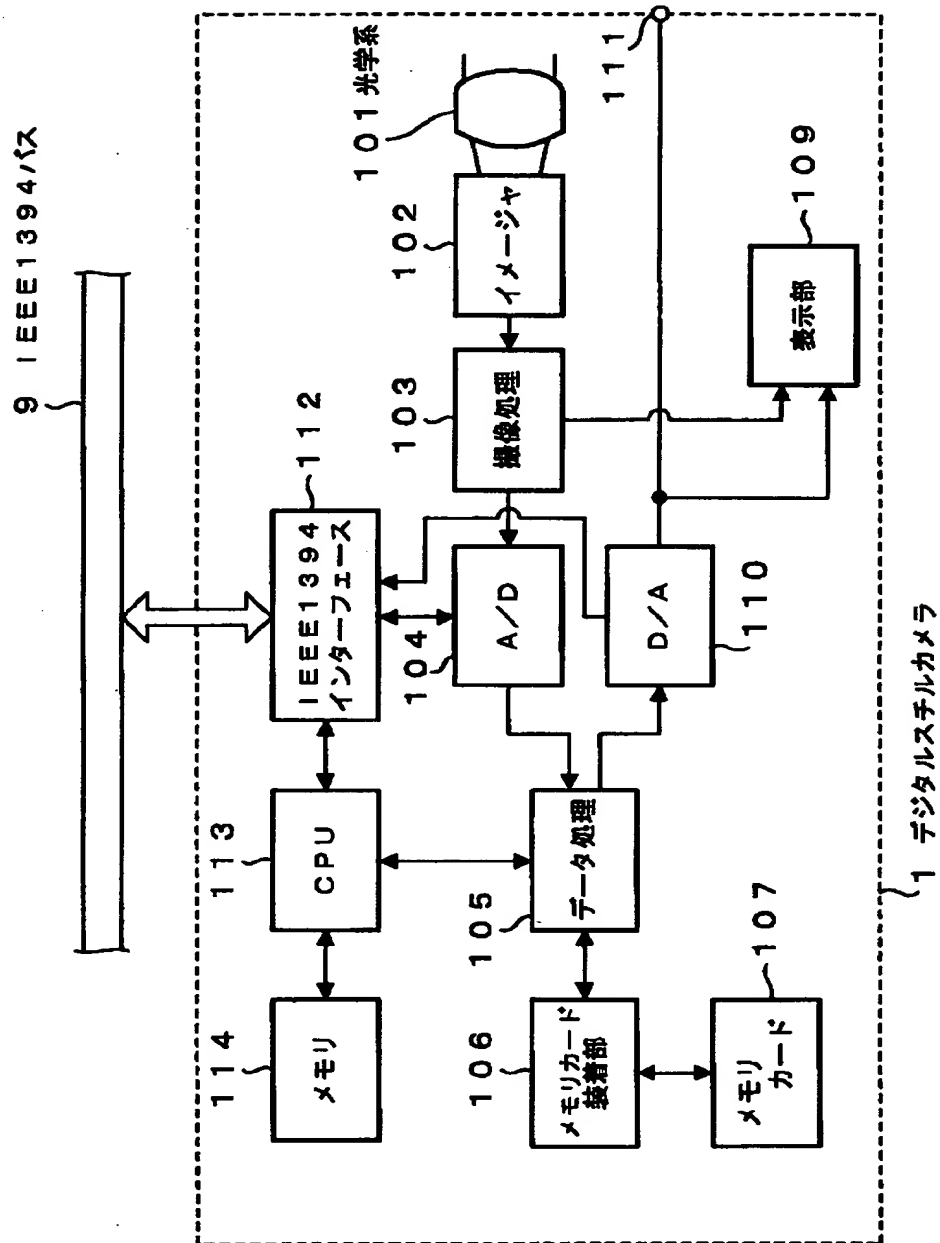 9 IEEE1394バス
114
メモリ
113
CPU
112
IEEE1394
インターフェース
106
メモリカード
装着部
105
データ処理
104
A/D
103
撮像処理
102
イメージャ
101 光学系
107
メモリ
カード
110
D/A
109
表示部
111
1 デジタルスチルカメラ